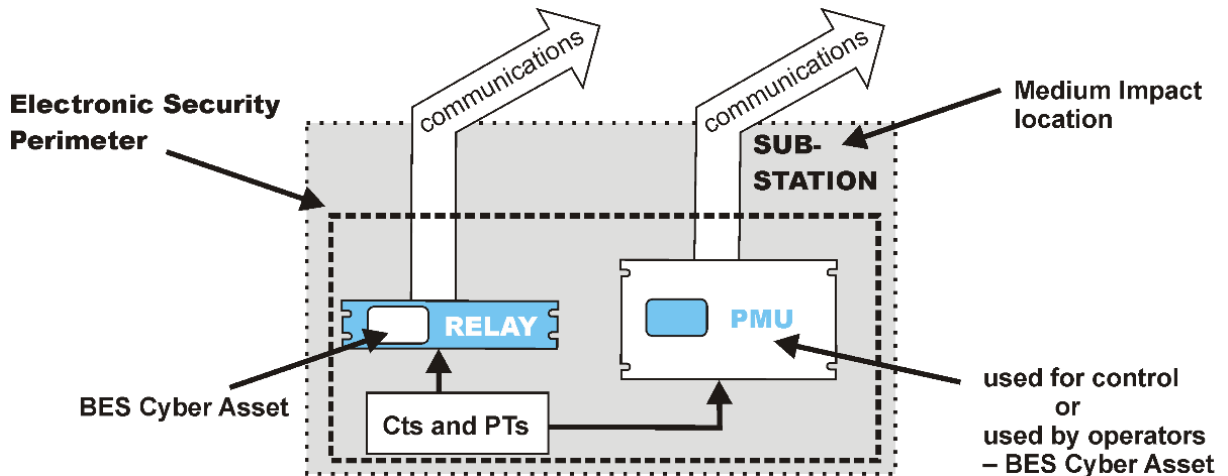 communications
communications
Electronic Security
Perimeter
Medium Impact
location
SUB-
STATION
RELAY
PMU
BES Cyber Asset
Cts and PTs
used for control
or
used by operators
– BES Cyber Asset